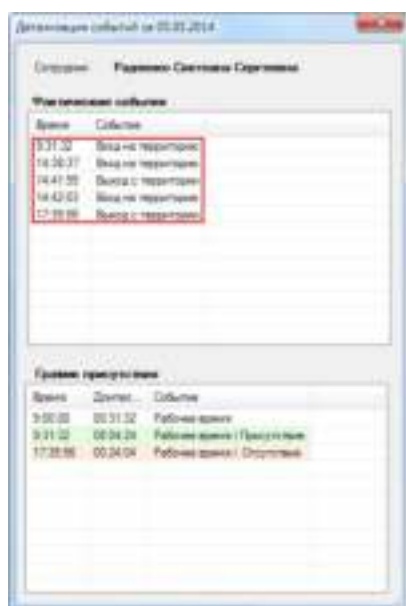 Детализация событий за 05.05.2014
Сотрудник
Фактические события
Время Событие
9:31:32 Вход на территорию
14:38:37 Вход на территорию
14:41:55 Выход с территории
14:42:03 Вход на территорию
17:35:56 Выход с территории
График присутствия
Время Длител... Событие
9:00:00 00:31:32 Рабочее время
9:31:32 08:04:24 Рабочее время \ Присутствие
17:35:56 00:24:04 Рабочее время \ Отсутствие